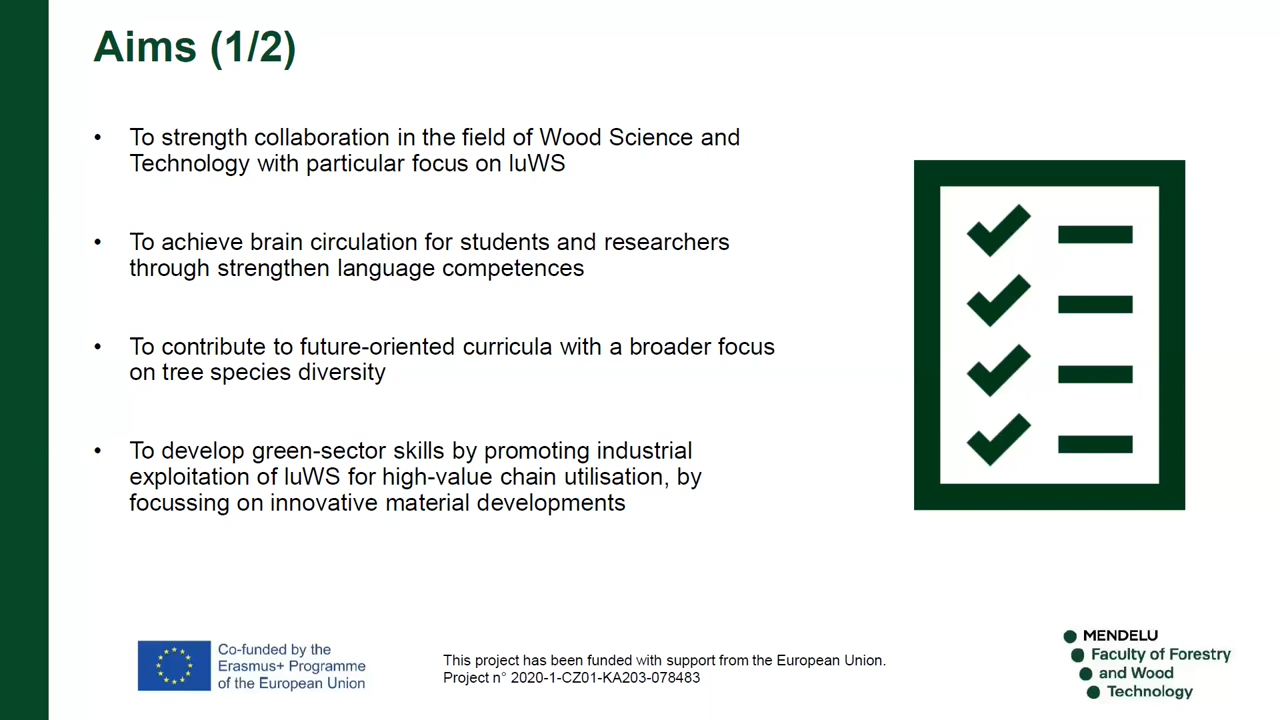 Aims (1/2)
• To strength collaboration in the field of Wood Science and
Technology with particular focus on luWS
• To achieve brain circulation for students and researchers
through strengthen language competences
• To contribute to future-oriented curricula with a broader focus
on tree species diversity
• To develop green-sector skills by promoting industrial
exploitation of luWS for high-value chain utilisation, by
focussing on innovative material developments
Co-funded by the
Erasmus+ Programme
of the European Union
This project has been funded with support from the European Union.
Project n° 2020-1-CZ01-KA203-078483
MENDELU
Faculty of Forestry
and Wood
Technology